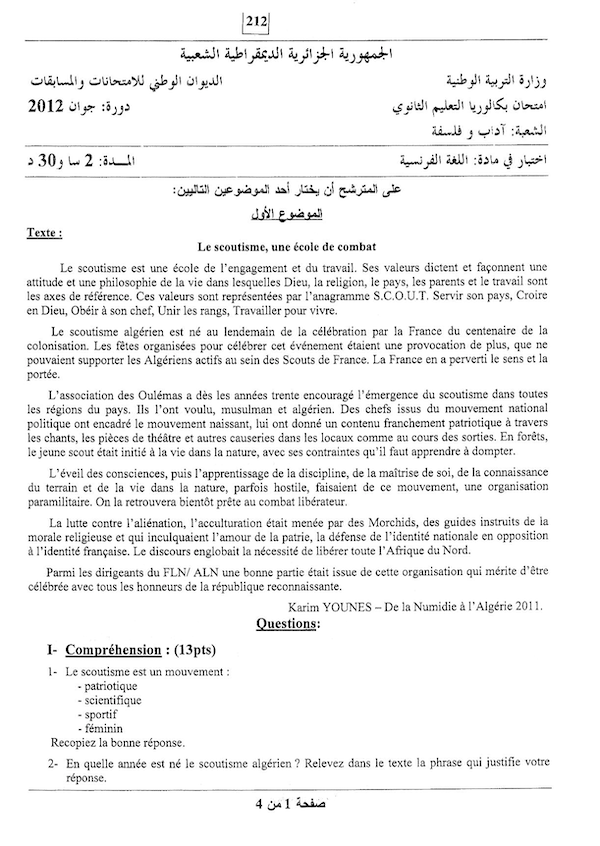 212
الجمهورية الجزائرية الديمقراطية الشعبية
وزارة التربية الوطنية الديوان الوطني للامتحانات والمسابقات
امتحان بكالوريا التعليم الثانوي دورة: جوان 2012
الشعبة: آداب و فلسفة
اختبار في مادة: اللغة الفرنسية المدة: 2 سا و30 د
على المترشح أن يختار أحد الموضوعين التاليين:
الموضوع الأول
Texte :
Le scoutisme, une école de combat
Le scoutisme est une école de l'engagement et du travail. Ses valeurs dictent et façonnent une
attitude et une philosophie de la vie dans lesquelles Dieu, la religion, le pays, les parents et le travail sont
les axes de référence. Ces valeurs sont représentées par l'anagramme S.C.O.U.T. Servir son pays, Croire
en Dieu, Obéir à son chef, Unir les rangs, Travailler pour vivre.
Le scoutisme algérien est né au lendemain de la célébration par la France du centenaire de la
colonisation. Les fêtes organisées pour célébrer cet événement étaient une provocation de plus, que ne
pouvaient supporter les Algériens actifs au sein des Scouts de France. La France en a perverti le sens et la
portée.
L'association des Oulémas a dès les années trente encouragé l'émergence du scoutisme dans toutes
les régions du pays. Ils l'ont voulu, musulman et algérien. Des chefs issus du mouvement national
politique ont encadré le mouvement naissant, lui ont donné un contenu franchement patriotique à travers
les chants, les pièces de théâtre et autres causeries dans les locaux comme au cours des sorties. En forêts,
le jeune scout était initié à la vie dans la nature, avec ses contraintes qu'il faut apprendre à dompter.
L'éveil des consciences, puis l'apprentissage de la discipline, de la maîtrise de soi, de la connaissance
du terrain et de la vie dans la nature, parfois hostile, faisaient de ce mouvement, une organisation
paramilitaire. On la retrouvera bientôt prête au combat libérateur.
La lutte contre l'aliénation, l'acculturation était menée par des Morchids, des guides instruits de la
morale religieuse et qui inculquaient l'amour de la patrie, la défense de l'identité nationale en opposition
à l'identité française. Le discours englobait la nécessité de libérer toute l'Afrique du Nord.
Parmi les dirigeants du FLN/ ALN une bonne partie était issue de cette organisation qui mérite d'être
célébrée avec tous les honneurs de la république reconnaissante.
Karim YOUNES – De la Numidie à l'Algérie 2011.
Questions:
I- Compréhension : (13pts)
1- Le scoutisme est un mouvement :
- patriotique
- scientifique
- sportif
- féminin
Recopiez la bonne réponse.
2- En quelle année est né le scoutisme algérien ? Relevez dans le texte la phrase qui justifie votre
réponse.
صفحة 1 من 4